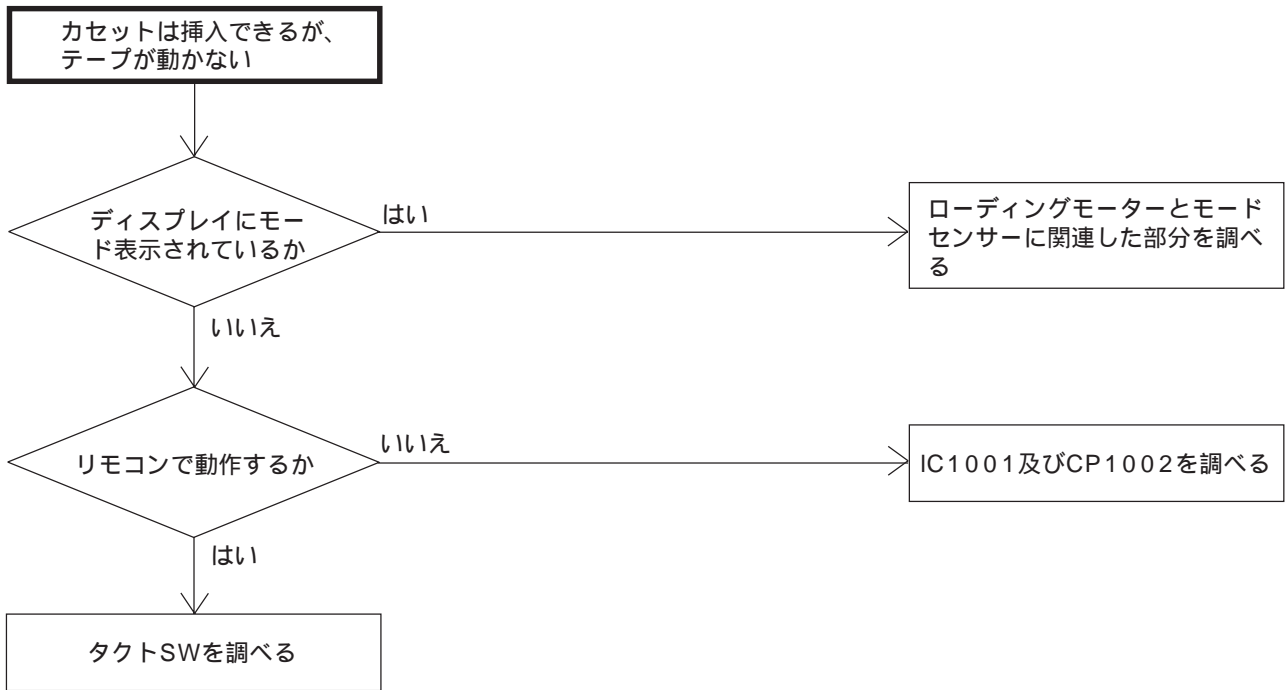 カセットは挿入できるが、
テープが動かない
ディスプレイにモー
ド表示されているか
はい
ローディングモーターとモード
センサーに関連した部分を調べ
る
いいえ
リモコンで動作するか
いいえ
IC1001及びCP1002を調べる
はい
タクトSWを調べる